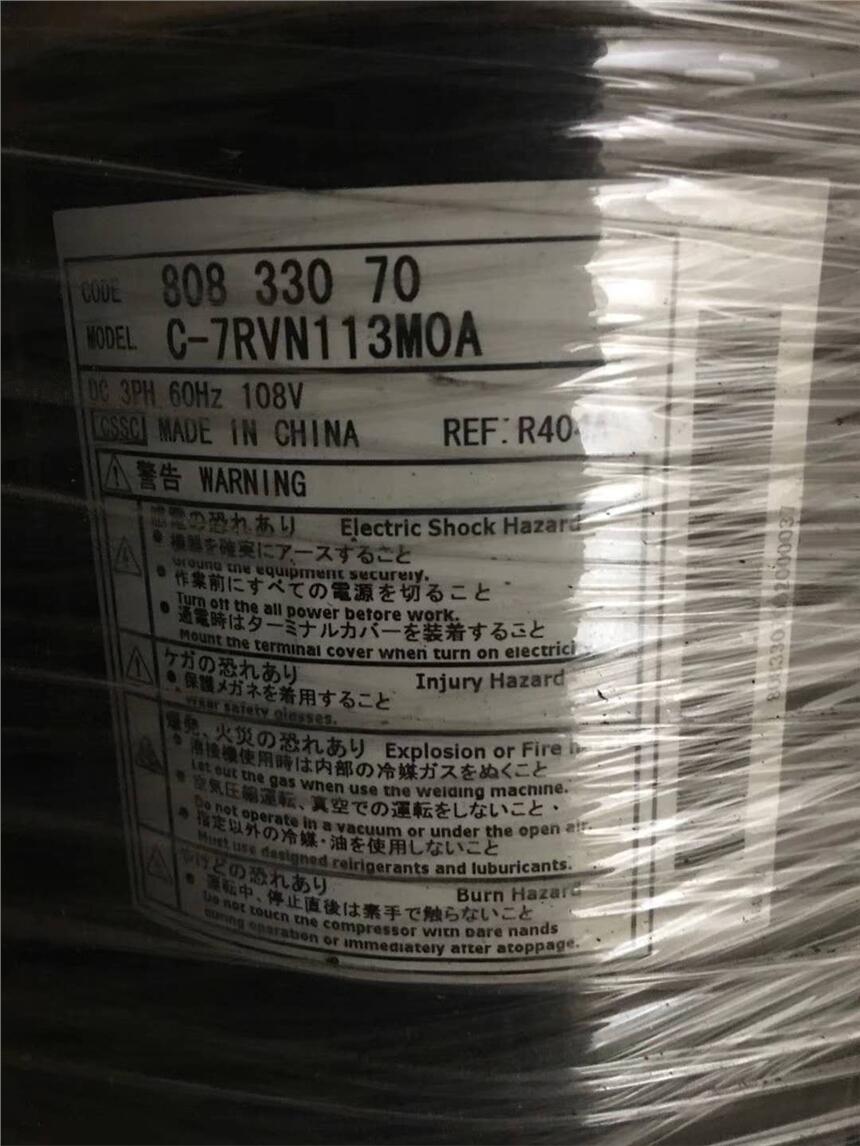 CODE 808 330 70
MODEL C-7RVN113M0A
DC 3PH 60Hz 108V
CSSC MADE IN CHINA REF: R404A
警告 WARNING
感電の恐れあり Electric Shock Hazard
● 機器を確実にアースすること
Ground the equipment securely.
● 作業前にすべての電源を切ること
Turn off the all power before work.
● 通電時はターミナルカバーを装着すること
Mount the terminal cover when turn on electrici
ケガの恐れあり Injury Hazard
● 保護メガネを着用すること
Wear safety glasses.
爆発、火災の恐れあり Explosion or Fire
● 溶接機使用時は内部の冷媒ガスをぬくこと
Let out the gas when use the welding machine.
● 空気圧縮運転、真空での運転をしないこと・
Do not operate in a vacuum or under the open air.
● 指定以外の冷媒・油を使用しないこと
Must use designed reirigerants and luburicants.
やけどの恐れあり Burn Hazard
● 運転中、停止直後は素手で触らないこと
Do not touch the compressor with bare hands
during operation or immediately after atoppage.